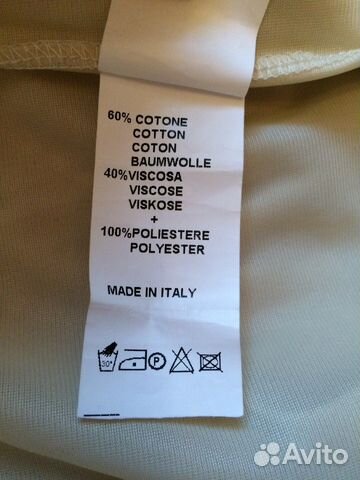 60% COTONE
COTTON
COTON
BAUMWOLLE
40%VISCOSA
VISCOSE
VISKOSE
+
100%POLIESTERE
POLYESTER
MADE IN ITALY
30° P
Avito